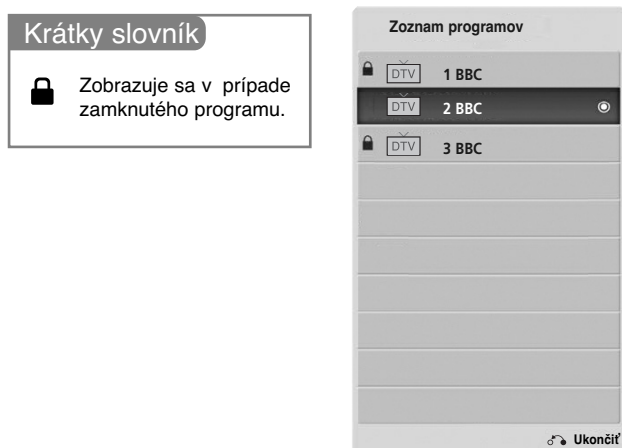 Krátky slovník
Zobrazuje sa v prípade
zamknutého programu.
Zoznam programov
DTV 1 BBC
DTV 2 BBC
DTV 3 BBC
Ukončiť